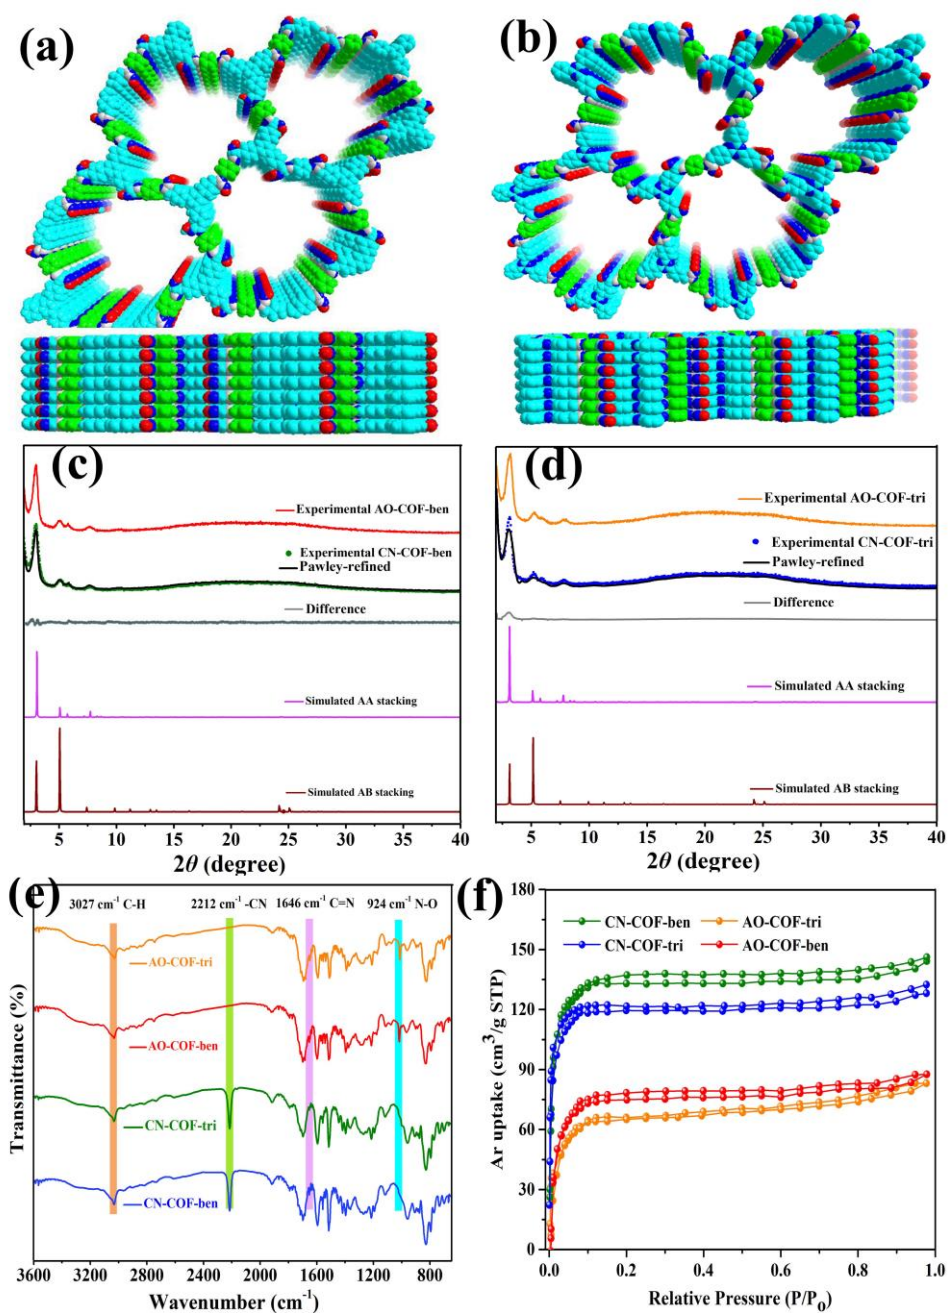 (a)
(b)
(c)
Experimental AO-COF-ben
Experimental CN-COF-ben
Pawley-refined
Difference
Simulated AA stacking
Simulated AB stacking
5 10 15 20 25 30 35 40
2θ (degree)
(d)
Experimental AO-COF-tri
Experimental CN-COF-tri
Pawley-refined
Difference
Simulated AA stacking
Simulated AB stacking
5 10 15 20 25 30 35 40
2θ (degree)
(e)
3027 cm⁻¹ C-H 2212 cm⁻¹ -CN 1646 cm⁻¹ C=N 924 cm⁻¹ N-O
AO-COF-tri
AO-COF-ben
CN-COF-tri
CN-COF-ben
Transmittance (%)
3600 2800 2000 1600 1200 800
Wavenumber (cm⁻¹)
(f)
CN-COF-ben AO-COF-tri
CN-COF-tri AO-COF-ben
Ar uptake (cm³/g STP)
180
150
120
90
60
30
0
0.0 0.2 0.4 0.6 0.8 1.0
Relative Pressure (P/P₀)